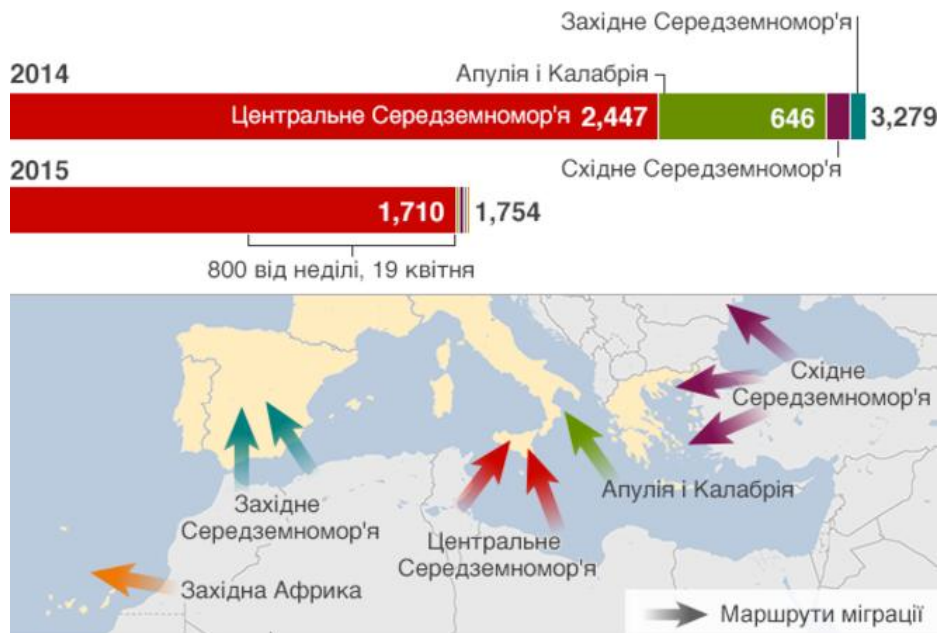 Західне Середземномор'я
Апулія і Калабрія
2014
Центральне Середземномор'я 2,447
646
3,279
Східне Середземномор'я
2015
1,710
1,754
800 від неділі, 19 квітня
Східне
Середземномор'я
Апулія і Калабрія
Західне
Середземномор'я
Центральне
Середземномор'я
Західна Африка
Маршрути міграції